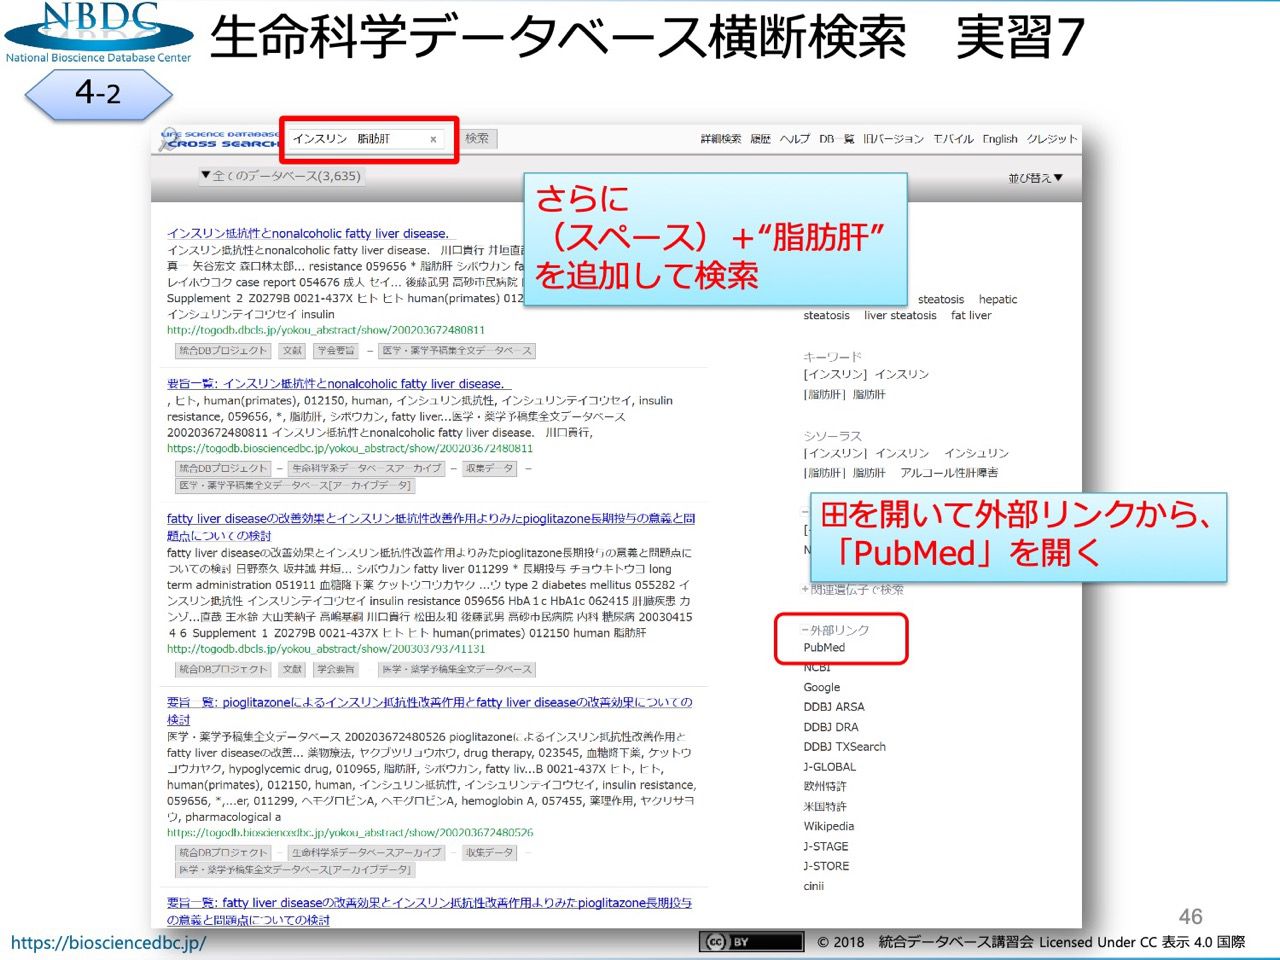 NBDC
National Bioscience Database Center
生命科学データベース横断検索　実習7
4-2
LIFE SCIENCE DATABASE
CROSS SEARCH
インスリン　脂肪肝
×
検索
詳細検索 履歴 ヘルプ DB一覧 旧バージョン モバイル English クレジット
▼全てのデータベース(3,635)
並び替え▼
さらに
（スペース）＋“脂肪肝”
を追加して検索
インスリン抵抗性とnonalcoholic fatty liver disease.
インスリン抵抗性とnonalcoholic fatty liver disease. 川口貴行 井垣直
真一 矢谷宏文 森口林太郎... resistance 059656 * 脂肪肝 シボウカン fa
レイホウコク case report 054676 成人 セイ... 後藤武男 高砂市民病院
Supplement 2 Z0279B 0021-437X ヒト ヒト human(primates) 012
インシュリンテイコウセイ insulin
http://togodb.dbcls.jp/yokou_abstract/show/200203672480811
統合DBプロジェクト 文献 学会要旨 － 医学・薬学予稿集全文データベース
steatosis hepatic
steatosis liver steatosis fat liver
キーワード
[インスリン] インスリン
[脂肪肝] 脂肪肝
シソーラス
[インスリン] インスリン インシュリン
[脂肪肝] 脂肪肝 アルコール性肝障害
要旨一覧: インスリン抵抗性とnonalcoholic fatty liver disease.
, ヒト, human(primates), 012150, human, インシュリン抵抗性, インシュリンテイコウセイ, insulin
resistance, 059656, *, 脂肪肝, シボウカン, fatty liver...医学・薬学予稿集全文データベース
200203672480811 インスリン抵抗性とnonalcoholic fatty liver disease. 川口貴行,
https://togodb.biosciencedbc.jp/yokou_abstract/show/200203672480811
統合DBプロジェクト － 生命科学系データベースアーカイブ － 収集データ －
医学・薬学予稿集全文データベース[アーカイブデータ]
田を開いて外部リンクから、
「PubMed」を開く
+関連遺伝子で検索
fatty liver diseaseの改善効果とインスリン抵抗性改善作用よりみたpioglitazone長期投与の意義と問
題点についての検討
fatty liver diseaseの改善効果とインスリン抵抗性改善作用よりみたpioglitazone長期投与の意義と問題点に
ついての検討 日野泰久 坂井誠 井垣... シボウカン fatty liver 011299 * 長期投与 チョウキトウヨ long
term administration 051911 血糖降下薬 ケットウコウカヤク ...ウ type 2 diabetes mellitus 055282 イ
ンスリン抵抗性 インスリンテイコウセイ insulin resistance 059656 HbA1c HbA1c 062415 肝臓疾患 カ
ンゾ...直哉 王水鈴 大山美納子 高嶋基嗣 川口貴行 松田友和 後藤武男 高砂市民病院 内科 糖尿病 20030415
4 6 Supplement 1 Z0279B 0021-437X ヒト ヒト human(primates) 012150 human 脂肪肝
http://togodb.dbcls.jp/yokou_abstract/show/200303793741131
統合DBプロジェクト 文献 学会要旨 医学・薬学予稿集全文データベース
－外部リンク
PubMed
NCBI
Google
DDBJ ARSA
DDBJ DRA
DDBJ TXSearch
J-GLOBAL
欧州特許
米国特許
Wikipedia
J-STAGE
J-STORE
cinii
要旨一覧: pioglitazoneによるインスリン抵抗性改善作用とfatty liver diseaseの改善効果についての
検討
医学・薬学予稿集全文データベース 200203672480526 pioglitazoneによるインスリン抵抗性改善作用と
fatty liver diseaseの改善... 薬物療法, ヤクブツリョウホウ, drug therapy, 023545, 血糖降下薬, ケットウ
コウカヤク, hypoglycemic drug, 010965, 脂肪肝, シボウカン, fatty liv...B 0021-437X ヒト, ヒト,
human(primates), 012150, human, インシュリン抵抗性, インシュリンテイコウセイ, insulin resistance,
059656, *,...er, 011299, ヘモグロビンA, ヘモグロビンA, hemoglobin A, 057455, 薬理作用, ヤクリサヨ
ウ, pharmacological a
https://togodb.biosciencedbc.jp/yokou_abstract/show/200203672480526
統合DBプロジェクト － 生命科学系データベースアーカイブ － 収集データ －
医学・薬学予稿集全文データベース[アーカイブデータ]
要旨一覧: fatty liver diseaseの改善効果とインスリン抵抗性改善作用よりみたpioglitazone長期投与
の意義と問題点についての検討
46
https://biosciencedbc.jp/
cc BY
© 2018　統合データベース講習会 Licensed Under CC 表示 4.0 国際